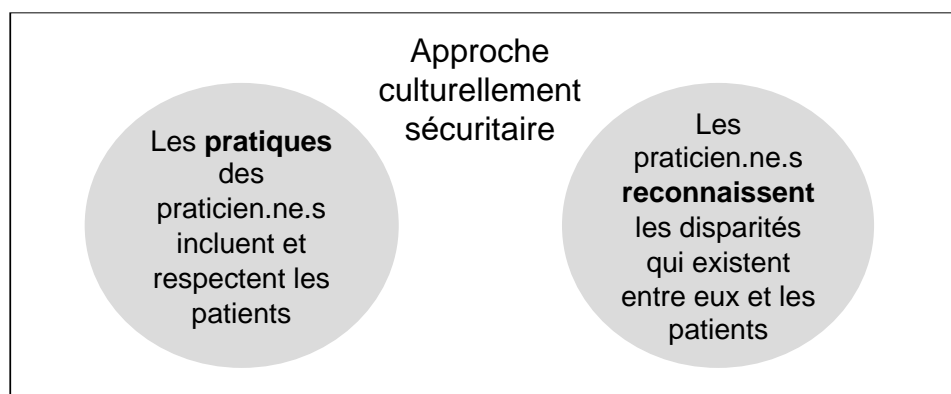 Approche
culturellement
sécuritaire
Les pratiques
des
praticien.ne.s
incluent et
respectent les
patients
Les
praticien.ne.s
reconnaissent
les disparités
qui existent
entre eux et les
patients